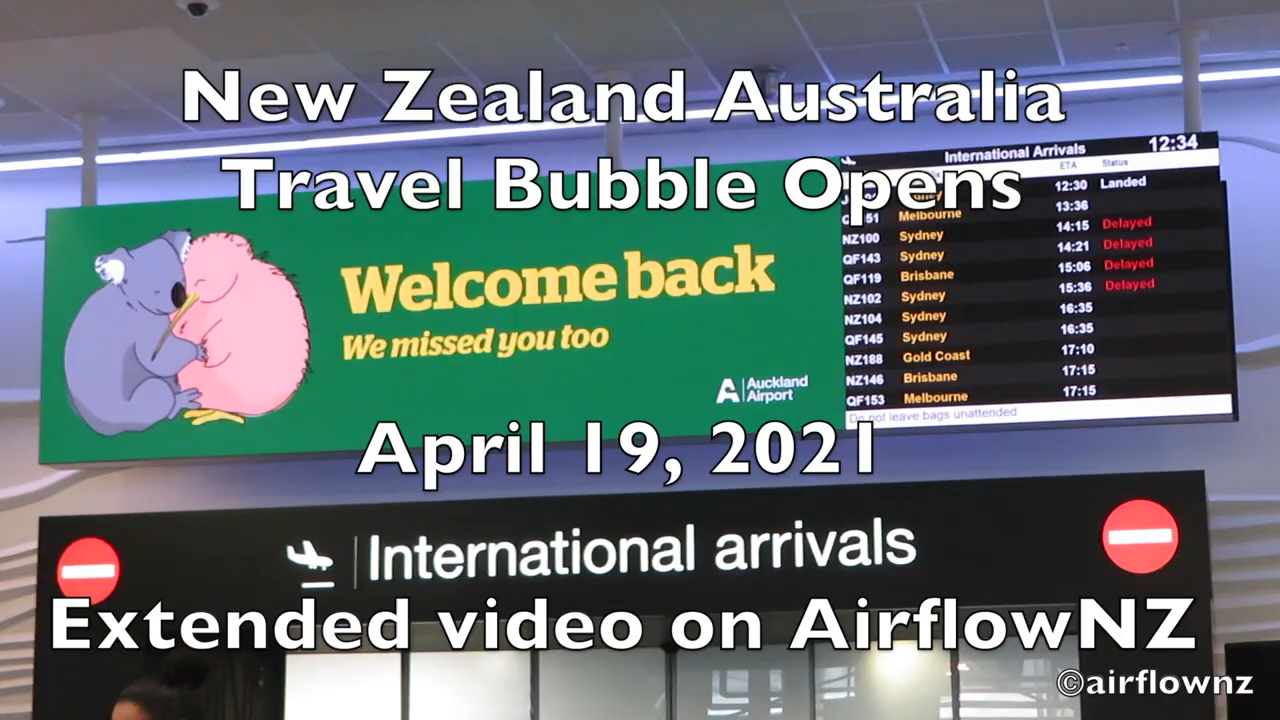 New Zealand Australia
Travel Bubble Opens
International Arrivals 12:34
ETA Status
12:30 Landed
Melbourne 13:36
NZ100 Sydney 14:15 Delayed
QF143 Sydney 14:21 Delayed
QF119 Brisbane 15:06 Delayed
NZ102 Sydney 15:36 Delayed
NZ104 Sydney 16:35
QF145 Sydney 16:35
NZ188 Gold Coast 17:10
NZ146 Brisbane 17:15
QF153 Melbourne 17:15
Do not leave bags unattended
Welcome back
We missed you too
Auckland
Airport
April 19, 2021
International arrivals
Extended video on AirflowNZ
©airflownz